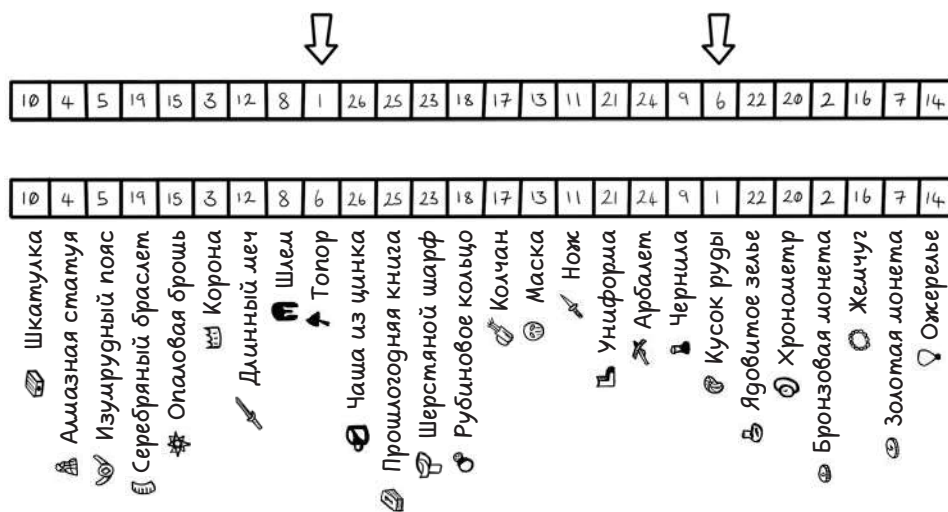 10 4 5 19 15 3 12 8 1 26 25 23 18 17 13 11 21 24 9 6 22 20 2 16 7 14
10 4 5 19 15 3 12 8 6 26 25 23 18 17 13 11 21 24 9 1 22 20 2 16 7 14
Шкатулка
Алмазная статуя
Изумрудный пояс
Серебряный браслет
Опаловая брошь
Корона
Длинный меч
Шлем
Топор
Чаша из цинка
Прошлогодняя книга
Шерстяной шарф
Рубиновое кольцо
Колчан
Маска
Нож
Униформа
Арбалет
Чернила
Кусок руды
Ядовитое зелье
Хронометр
Бронзовая монета
Жемчуг
Золотая монета
Ожерелье